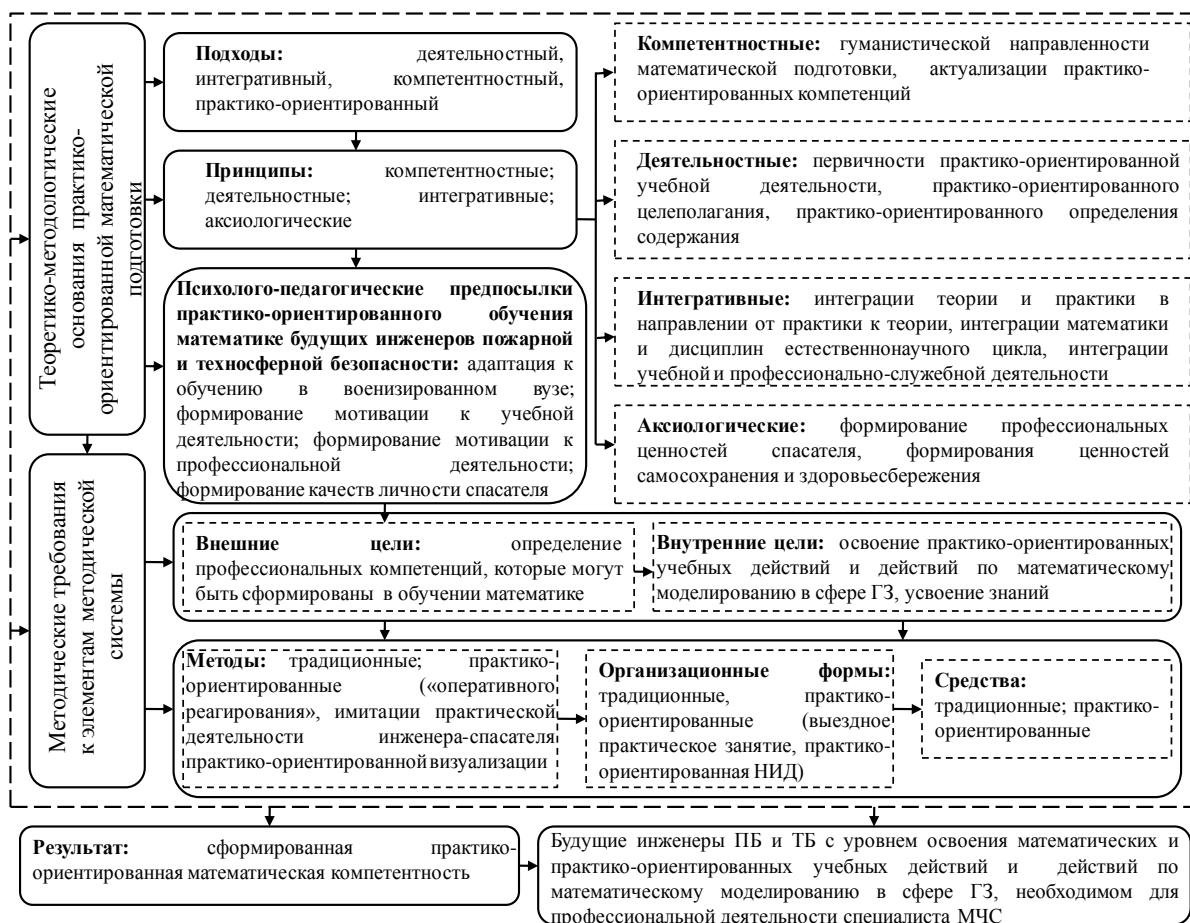 Теоретико-методологические
основания практико-
ориентированной математической
подготовки
Подходы: деятельностный,
интегративный, компетентностный,
практико-ориентированный
Принципы: компетентностные;
деятельностные; интегративные;
аксиологические
Психолого-педагогические предпосылки
практико-ориентированного обучения
математике будущих инженеров пожарной
и техносферной безопасности: адаптация к
обучению в военизированном вузе;
формирование мотивации к учебной
деятельности; формирование мотивации к
профессиональной деятельности;
формирование качеств личности спасателя
Компетентностные: гуманистической направленности
математической подготовки, актуализации практико-
ориентированных компетенций
Деятельностные: первичности практико-ориентированной
учебной деятельности, практико-ориентированного
целеполагания, практико-ориентированного определения
содержания
Интегративные: интеграции теории и практики в
направлении от практики к теории, интеграции математики
и дисциплин естественнонаучного цикла, интеграции
учебной и профессионально-служебной деятельности
Аксиологические: формирование профессиональных
ценностей спасателя, формирования ценностей
самосохранения и здоровьесбережения
Методические требования
к элементам методической
системы
Внешние цели: определение
профессиональных компетенций, которые могут
быть сформированы в обучении математике
Внутренние цели: освоение практико-ориентированных
учебных действий и действий по математическому
моделированию в сфере ГЗ, усвоение знаний
Методы: традиционные; практико-
ориентированные («оперативного
реагирования», имитации практической
деятельности инженера-спасателя
практико-ориентированной визуализации
Организационные формы:
традиционные, практико-
ориентированные (выездное
практическое занятие, практико-
ориентированная НИД)
Средства:
традиционные; практико-
ориентированные
Результат: сформированная практико-
ориентированная математическая компетентность
Будущие инженеры ПБ и ТБ с уровнем освоения математических и
практико-ориентированных учебных действий и действий по
математическому моделированию в сфере ГЗ, необходимом для
профессиональной деятельности специалиста МЧС